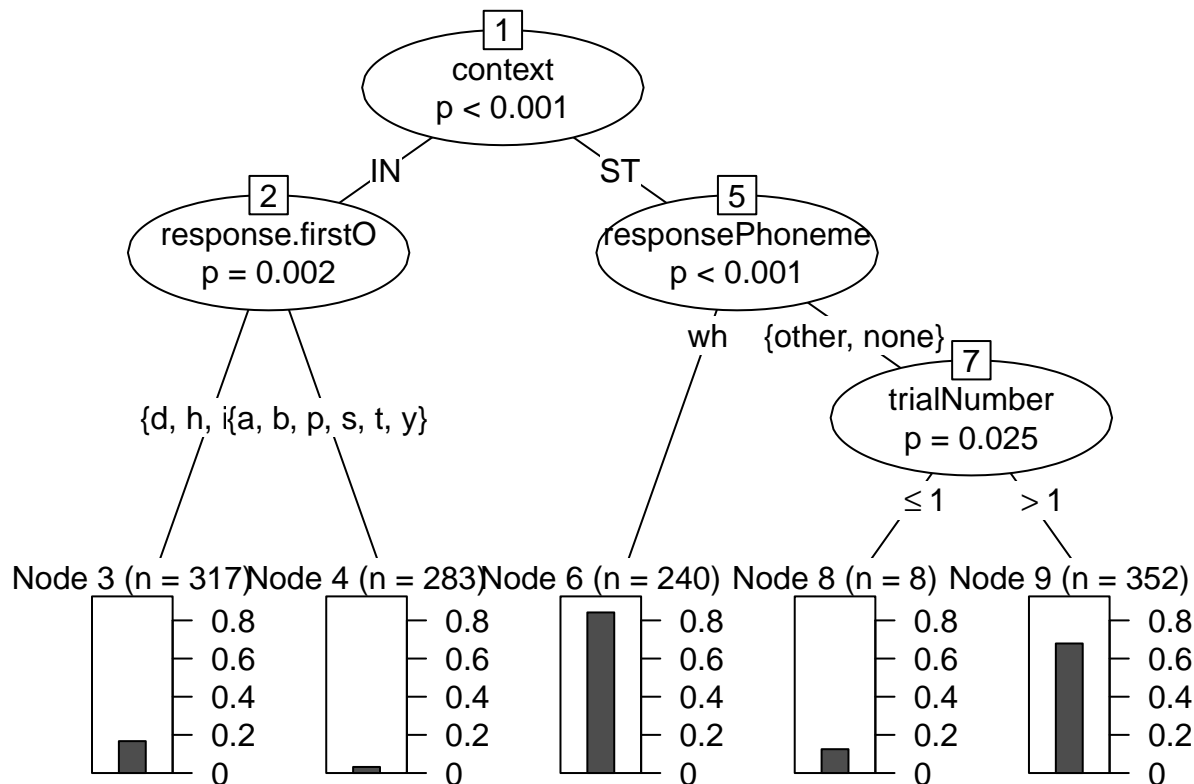 1
context
p < 0.001
IN
ST
2
response.firstO
p = 0.002
5
responsePhoneme
p < 0.001
{d, h, i
{a, b, p, s, t, y}
wh
{other, none}
7
trialNumber
p = 0.025
≤ 1
> 1
Node 3 (n = 317)
0.8
0.6
0.4
0.2
0
Node 4 (n = 283)
0.8
0.6
0.4
0.2
0
Node 6 (n = 240)
0.8
0.6
0.4
0.2
0
Node 8 (n = 8)
0.8
0.6
0.4
0.2
0
Node 9 (n = 352)
0.8
0.6
0.4
0.2
0